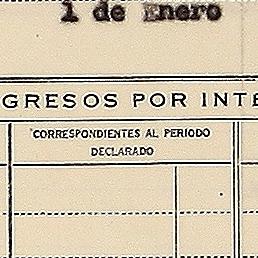 1 de Enero
GRESOS POR INTE
CORRESPONDIENTES AL PERIODO
DECLARADO